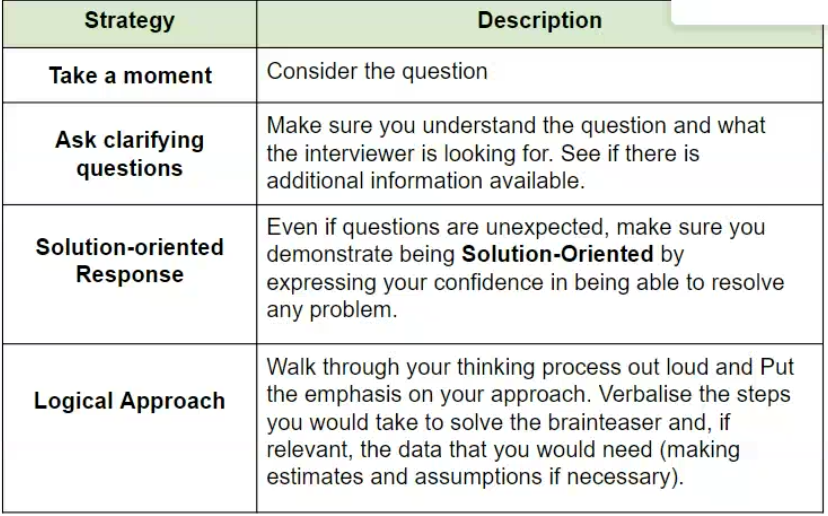 Strategy
Description
Take a moment
Consider the question
Ask clarifying
questions
Make sure you understand the question and what
the interviewer is looking for. See if there is
additional information available.
Solution-oriented
Response
Even if questions are unexpected, make sure you
demonstrate being Solution-Oriented by
expressing your confidence in being able to resolve
any problem.
Logical Approach
Walk through your thinking process out loud and Put
the emphasis on your approach. Verbalise the steps
you would take to solve the brainteaser and, if
relevant, the data that you would need (making
estimates and assumptions if necessary).